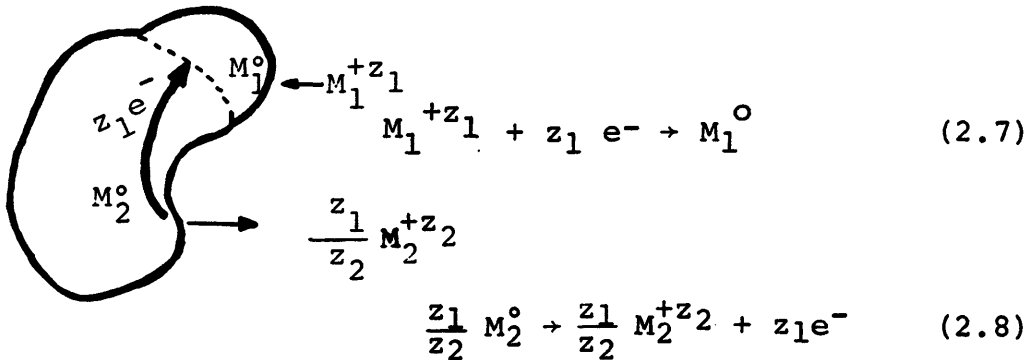 M₁° ← M₁⁺ᶻ¹
z₁e⁻
M₁⁺ᶻ¹ + z₁ e⁻ → M₁° (2.7)
M₂°
z₁/z₂ M₂⁺ᶻ²
z₁/z₂ M₂° → z₁/z₂ M₂⁺ᶻ² + z₁e⁻ (2.8)